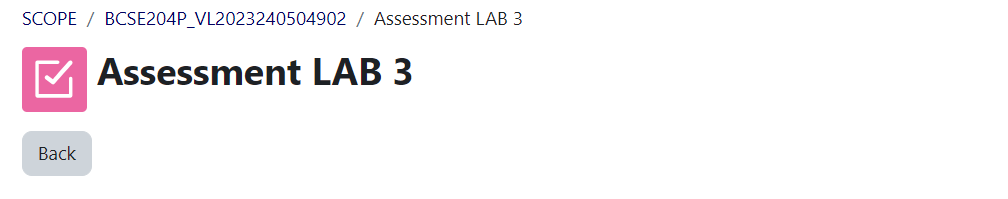 SCOPE / BCSE204P_VL2023240504902 / Assessment LAB 3
Assessment LAB 3
Back